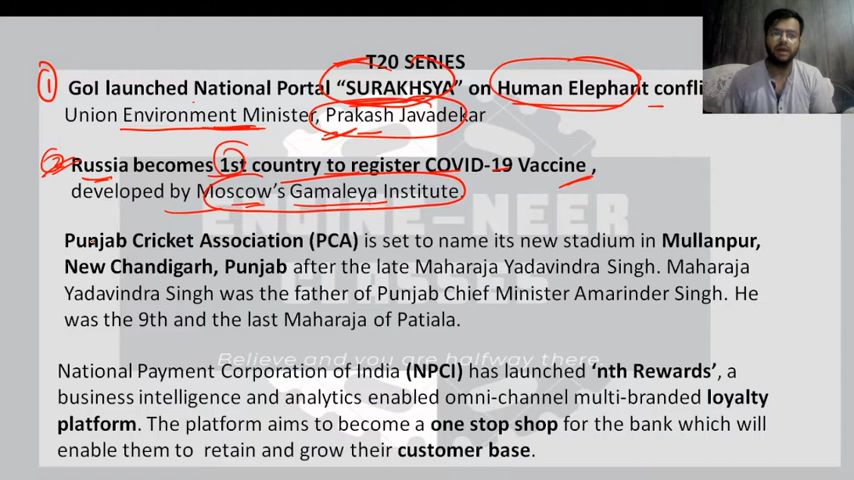 T20 SERIES
① GoI launched National Portal “SURAKHSYA” on Human Elephant confli
Union Environment Minister, Prakash Javadekar
Russia becomes 1st country to register COVID-19 Vaccine ,
developed by Moscow’s Gamaleya Institute
ENGINE-NEER
CLASSES
Punjab Cricket Association (PCA) is set to name its new stadium in Mullanpur,
New Chandigarh, Punjab after the late Maharaja Yadavindra Singh. Maharaja
Yadavindra Singh was the father of Punjab Chief Minister Amarinder Singh. He
was the 9th and the last Maharaja of Patiala.
Believe and you are halfway there
National Payment Corporation of India (NPCI) has launched ‘nth Rewards’, a
business intelligence and analytics enabled omni-channel multi-branded loyalty
platform. The platform aims to become a one stop shop for the bank which will
enable them to retain and grow their customer base.